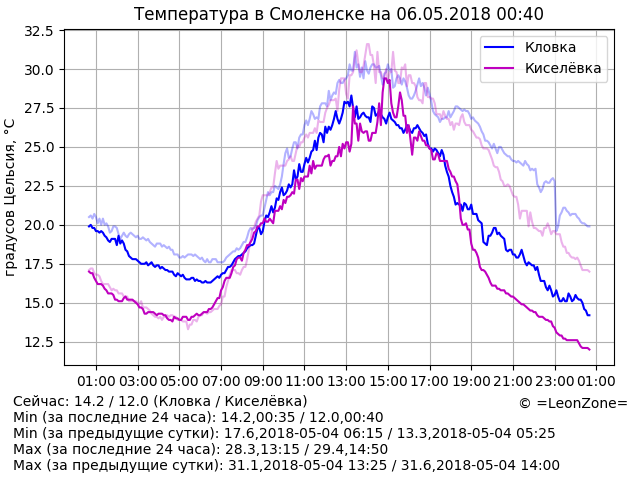 Температура в Смоленске на 06.05.2018 00:40
градусов Цельсия, °C
32.5
30.0
27.5
25.0
22.5
20.0
17.5
15.0
12.5
Кловка
Киселёвка
01:00 03:00 05:00 07:00 09:00 11:00 13:00 15:00 17:00 19:00 21:00 23:00 01:00
Сейчас: 14.2 / 12.0 (Кловка / Киселёвка)
© =LeonZone=
Min (за последние 24 часа): 14.2,00:35 / 12.0,00:40
Min (за предыдущие сутки): 17.6,2018-05-04 06:15 / 13.3,2018-05-04 05:25
Max (за последние 24 часа): 28.3,13:15 / 29.4,14:50
Max (за предыдущие сутки): 31.1,2018-05-04 13:25 / 31.6,2018-05-04 14:00